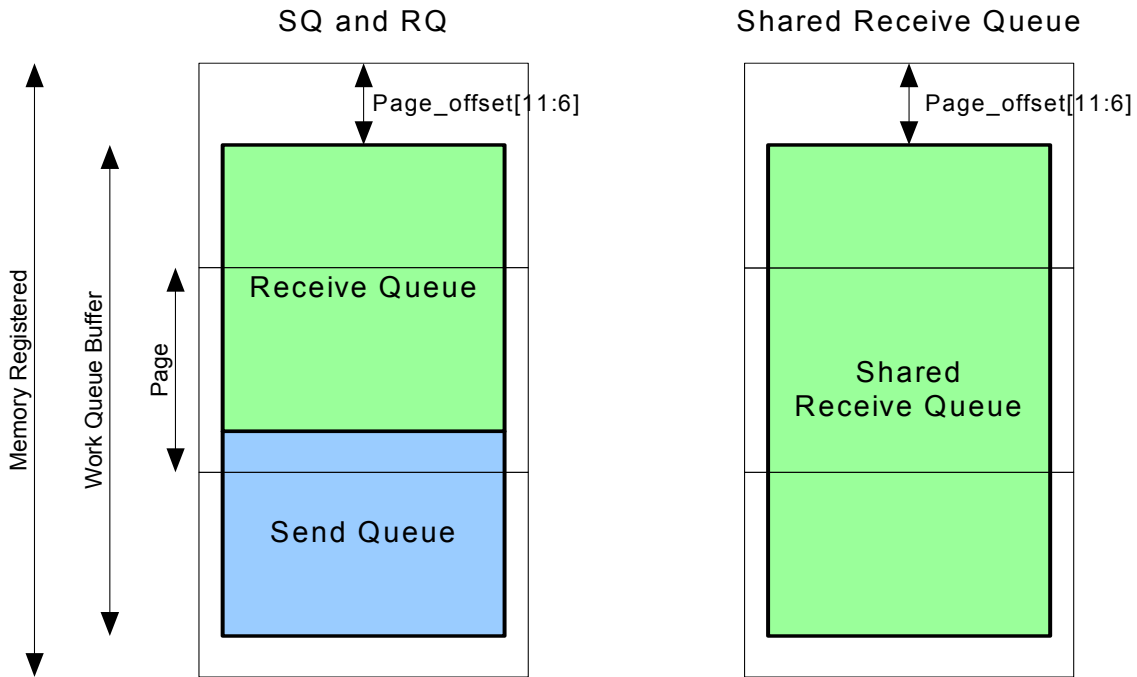 SQ and RQ
Shared Receive Queue
Page_offset[11:6]
Page_offset[11:6]
Memory Registered
Work Queue Buffer
Page
Receive Queue
Send Queue
Shared
Receive Queue